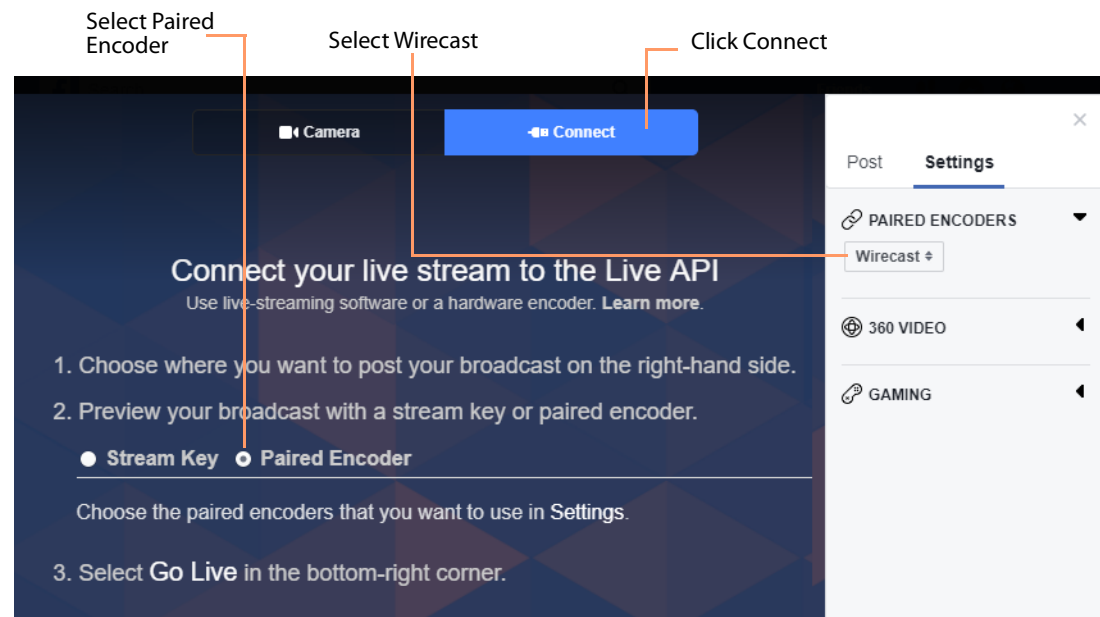 Select Paired
Encoder
Select Wirecast
Click Connect
Camera
Connect
Post
Settings
PAIRED ENCODERS
Wirecast
360 VIDEO
GAMING
Connect your live stream to the Live API
Use live-streaming software or a hardware encoder. Learn more.
1. Choose where you want to post your broadcast on the right-hand side.
2. Preview your broadcast with a stream key or paired encoder.
Stream Key
Paired Encoder
Choose the paired encoders that you want to use in Settings.
3. Select Go Live in the bottom-right corner.